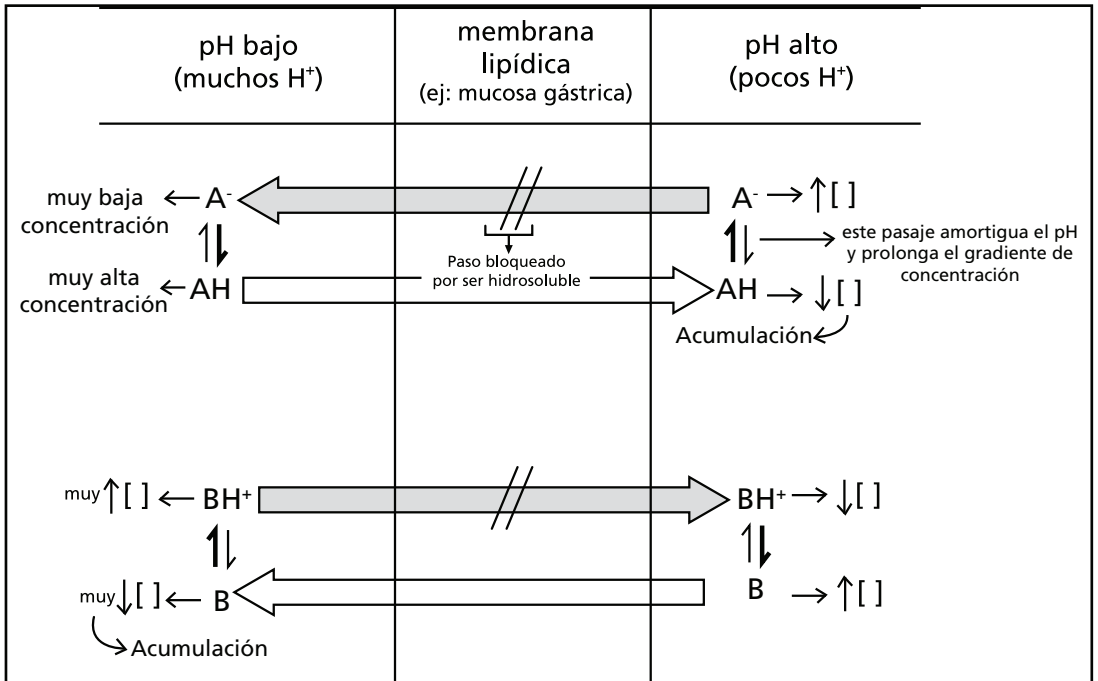 pH bajo
(muchos H⁺)
membrana
lipídica
(ej: mucosa gástrica)
pH alto
(pocos H⁺)
muy baja
concentración
A⁻
A⁻
[ ]
Paso bloqueado
por ser hidrosoluble
este pasaje amortigua el pH
y prolonga el gradiente de
concentración
muy alta
concentración
AH
AH
[ ]
Acumulación
muy [ ]
BH⁺
BH⁺
[ ]
muy [ ]
B
B
[ ]
Acumulación